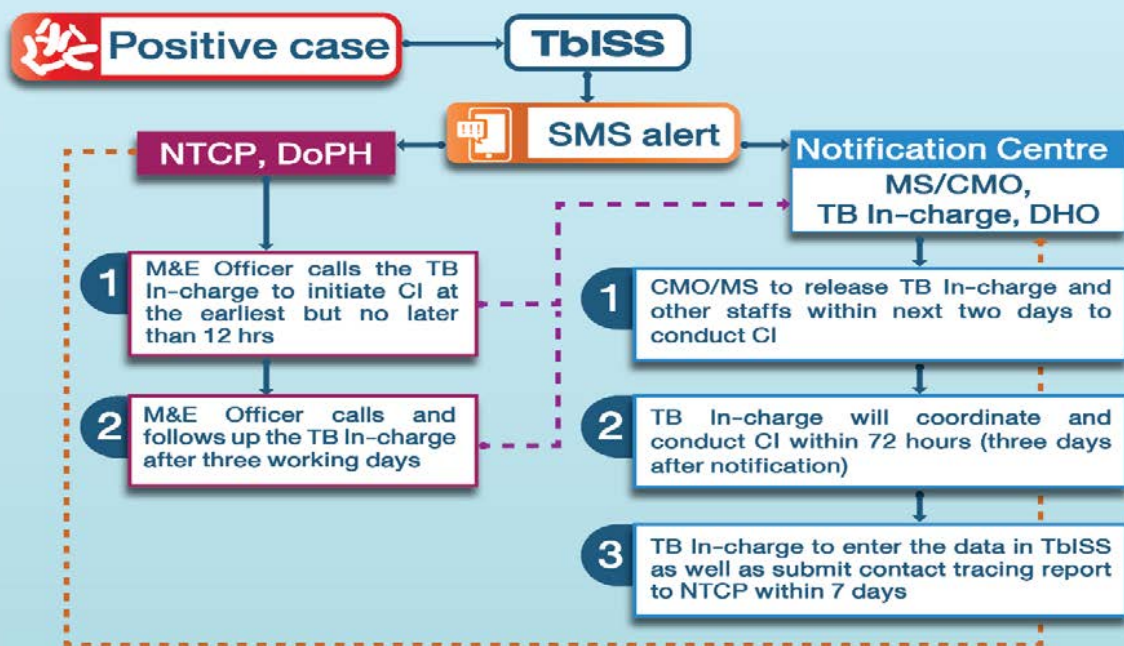 Positive case
TbISS
SMS alert
NTCP, DoPH
1
M&E Officer calls the TB
In-charge to initiate CI at
the earliest but no later
than 12 hrs
2
M&E Officer calls and
follows up the TB In-charge
after three working days
Notification Centre
MS/CMO,
TB In-charge, DHO
1
CMO/MS to release TB In-charge and
other staffs within next two days to
conduct CI
2
TB In-charge will coordinate and
conduct CI within 72 hours (three days
after notification)
3
TB In-charge to enter the data in TbISS
as well as submit contact tracing report
to NTCP within 7 days